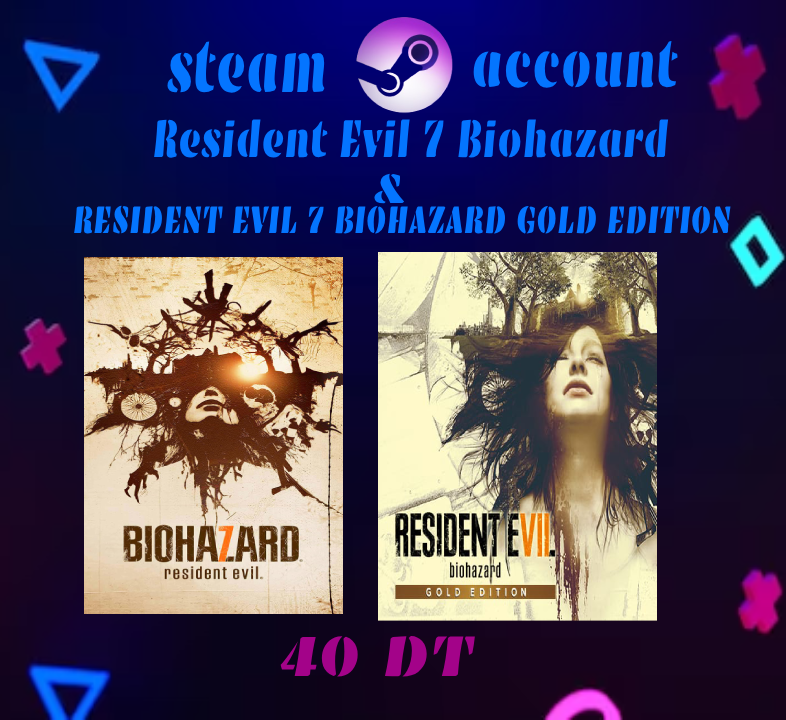 steam account
Resident Evil 7 Biohazard
&
RESIDENT EVIL 7 BIOHAZARD GOLD EDITION
BIOHAZARD
resident evil.
RESIDENT EVII.
biohazard
GOLD EDITION
40 DT